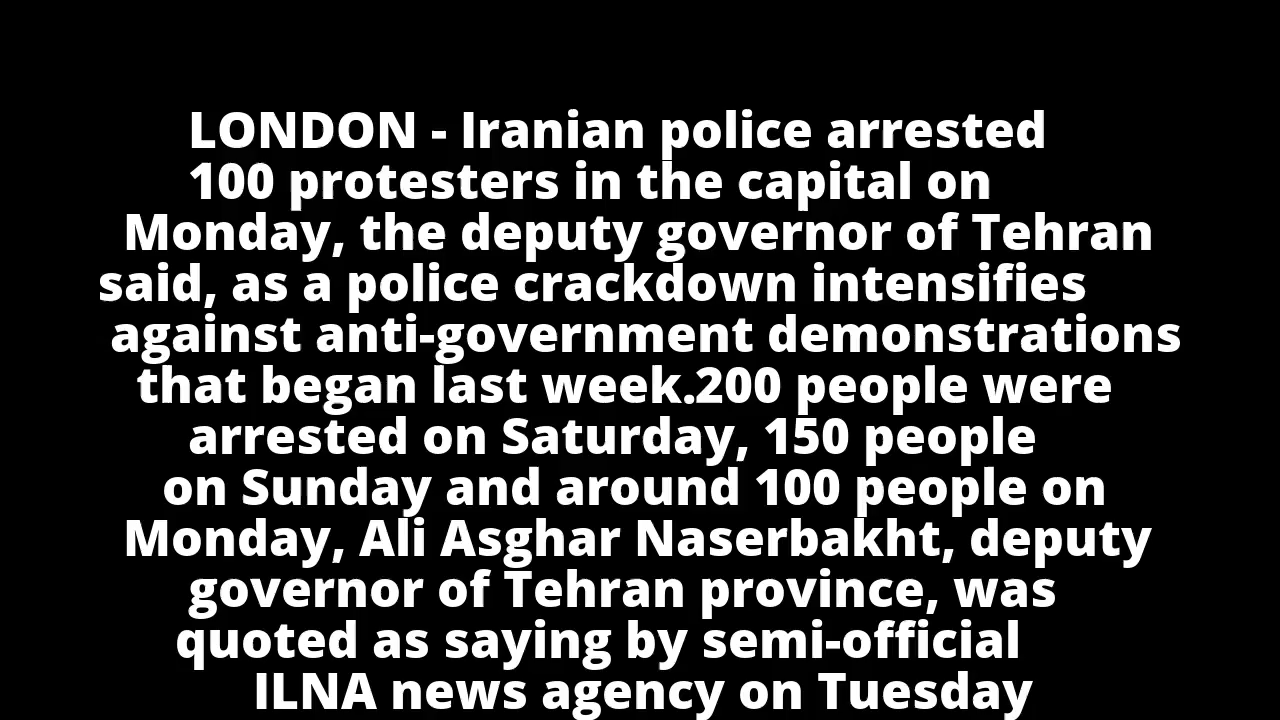 LONDON - Iranian police arrested
100 protesters in the capital on
Monday, the deputy governor of Tehran
said, as a police crackdown intensifies
against anti-government demonstrations
that began last week.200 people were
arrested on Saturday, 150 people
on Sunday and around 100 people on
Monday, Ali Asghar Naserbakht, deputy
governor of Tehran province, was
quoted as saying by semi-official
ILNA news agency on Tuesday